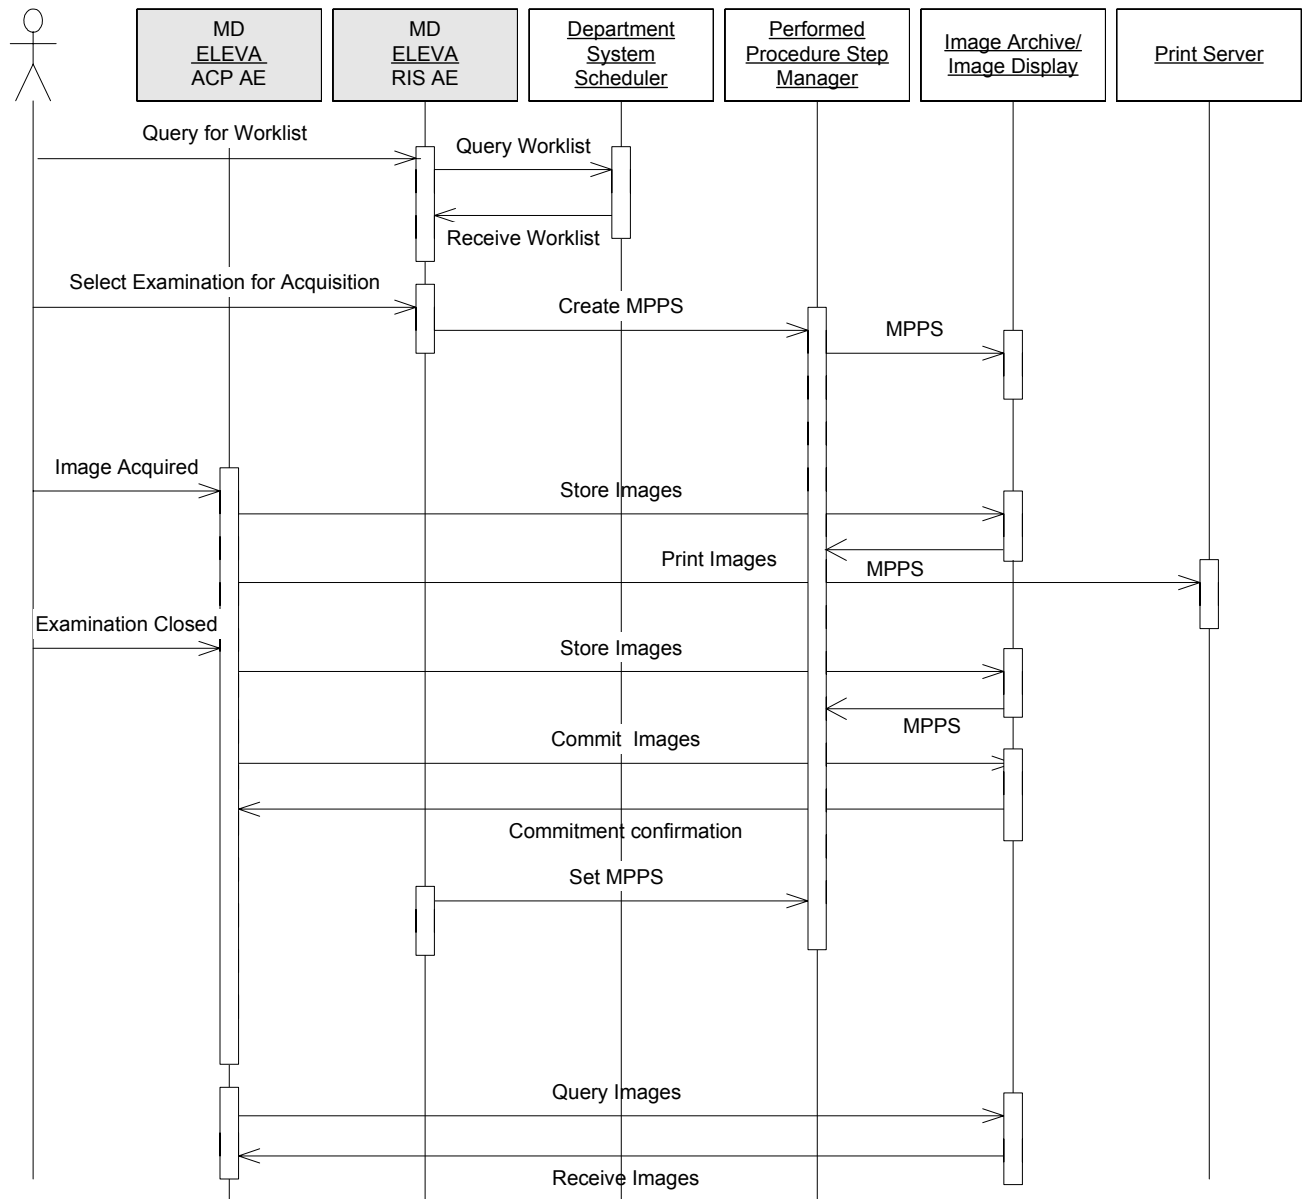 MD
ELEVA
ACP AE
MD
ELEVA
RIS AE
Department
System
Scheduler
Performed
Procedure Step
Manager
Image Archive/
Image Display
Print Server
Query for Worklist
Query Worklist
Receive Worklist
Select Examination for Acquisition
Create MPPS
MPPS
Image Acquired
Store Images
Print Images
MPPS
Examination Closed
Store Images
MPPS
Commit Images
Commitment confirmation
Set MPPS
Query Images
Receive Images